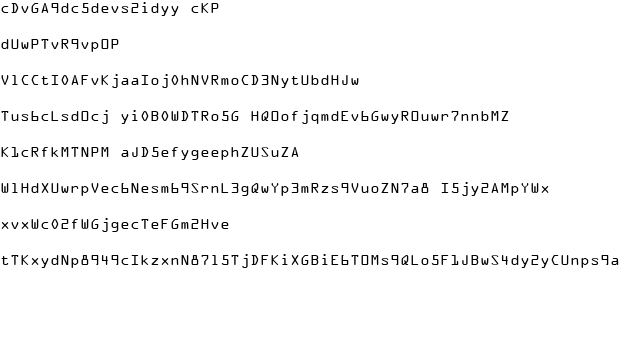 cDvGA9dc5devs2idyy cKP
dUwPTvR9vpOP
V1CCtI0AFvKjaaIoj0hNVRmoCD3NytUbdHJw
Tus6cLsdOcj yi0B0WDTRo5G HQOofjqmdEv6GwyROuwr7nnbMZ
K1cRfkMTNPM aJD5efygeephZUSuZA
W1HdXUwrpVec6Nesm69SrnL3gQwYp3mRzs9VuoZN7a8 I5jy2AMpYWx
xvxWc02fWGjgecTeFGm2Hve
tTKxydNp8949cIkzxnN8715TjDFKiXGBiE6TOMs9QLo5F1JBwS4dy2yCUnps9a